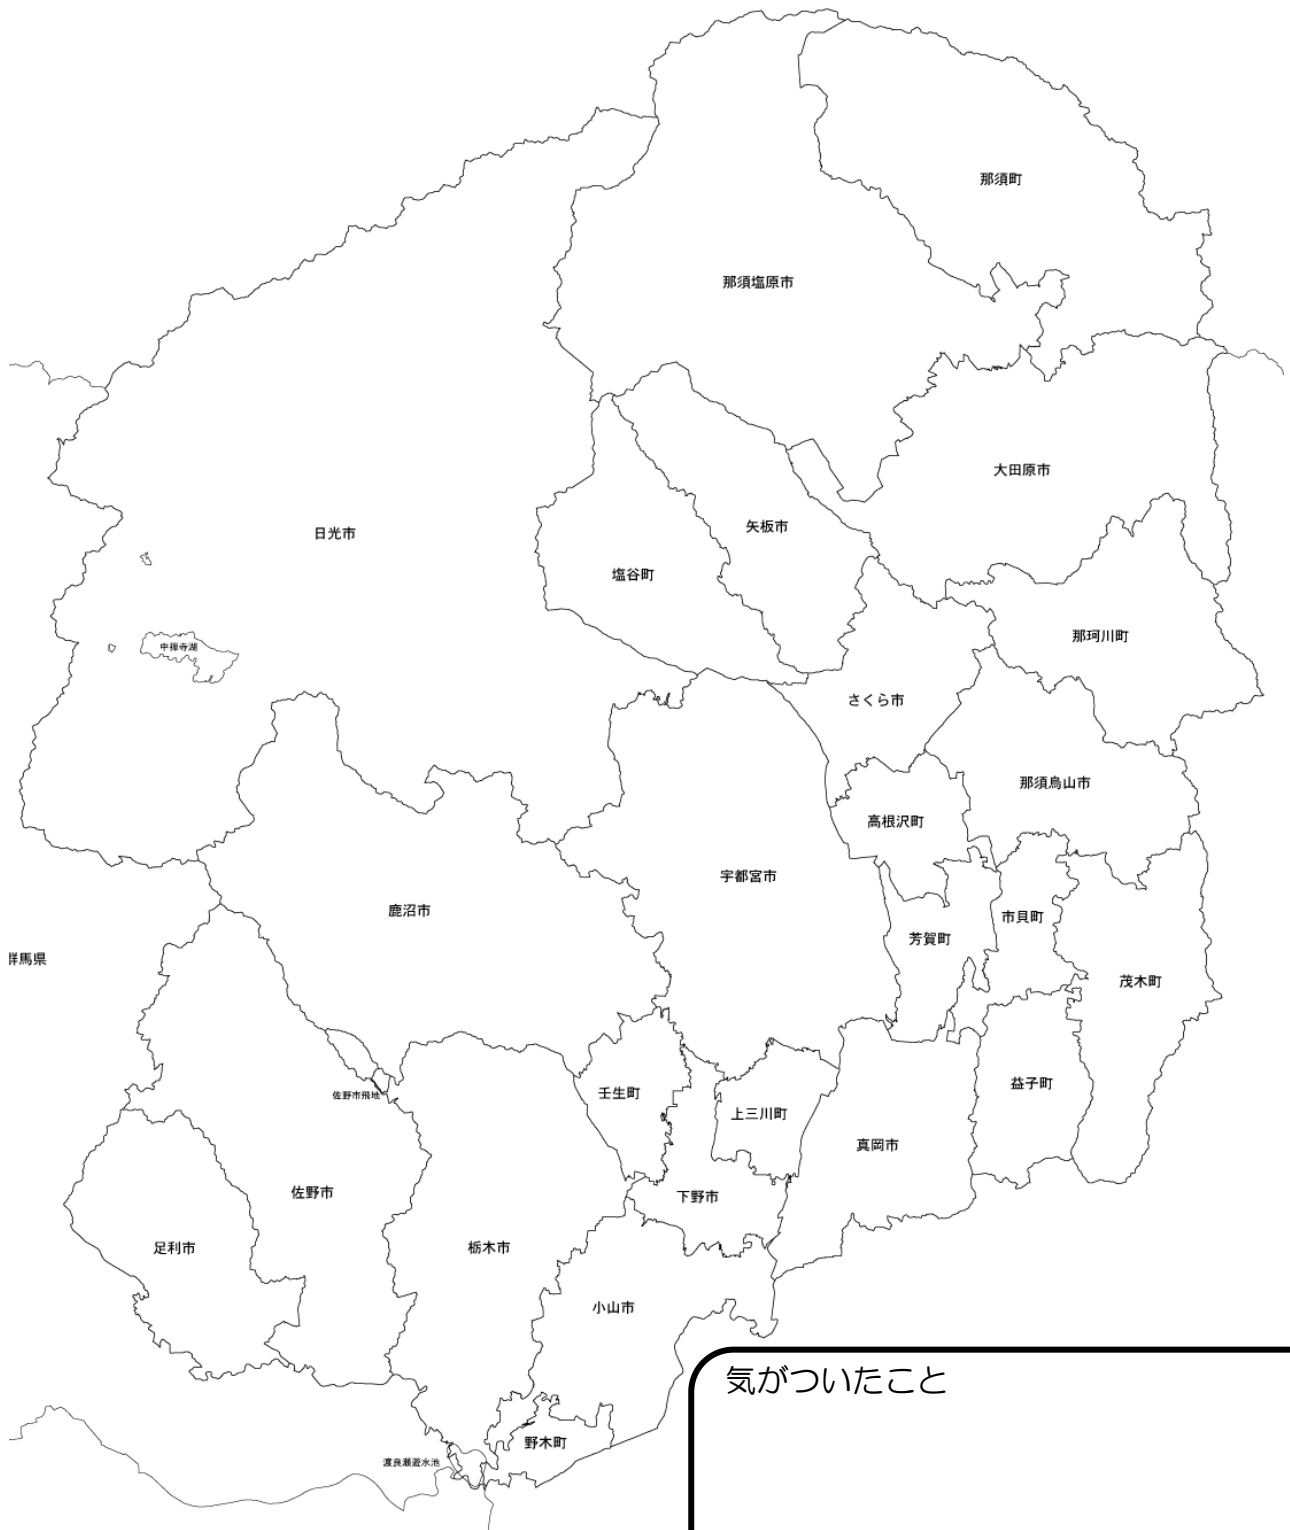 那須町
那須塩原市
大田原市
矢板市
日光市
塩谷町
那珂川町
中禅寺湖
さくら市
那須烏山市
高根沢町
宇都宮市
鹿沼市
市貝町
芳賀町
群馬県
茂木町
益子町
壬生町
佐野市飛地
上三川町
真岡市
佐野市
下野市
足利市
栃木市
小山市
気がついたこと
野木町
渡良瀬遊水池